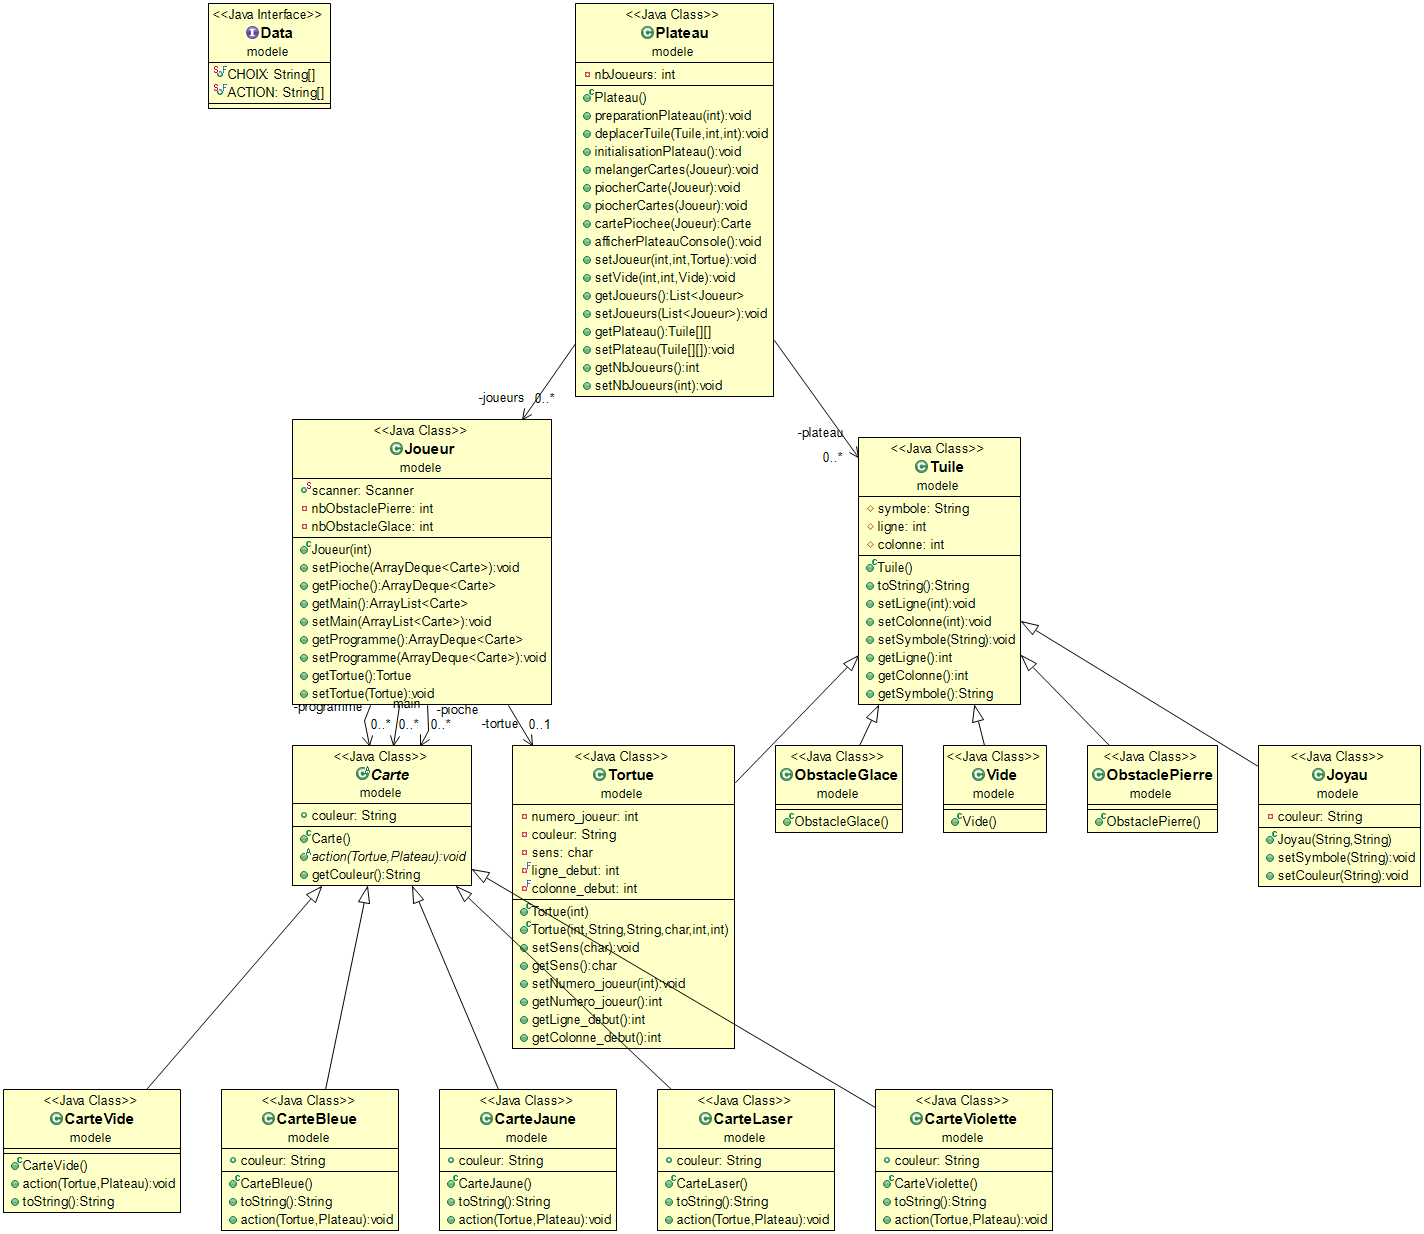 <<Java Interface>>
Data
modele
CHOIX: String[]
ACTION: String[]
<<Java Class>>
Plateau
modele
nbJoueurs: int
Plateau()
preparationPlateau(int):void
deplacerTuile(Tuile,int,int):void
initialisationPlateau():void
melangerCartes(Joueur):void
piocherCarte(Joueur):void
piocherCartes(Joueur):void
cartePiochee(Joueur):Carte
afficherPlateauConsole():void
setJoueur(int,int,Tortue):void
setVide(int,int,Vide):void
getJoueurs():List<Joueur>
setJoueurs(List<Joueur>):void
getPlateau():Tuile[][]
setPlateau(Tuile[][]):void
getNbJoueurs():int
setNbJoueurs(int):void
-joueurs 0..*
-plateau
0..*
<<Java Class>>
Joueur
modele
scanner: Scanner
nbObstaclePierre: int
nbObstacleGlace: int
Joueur(int)
setPioche(ArrayDeque<Carte>):void
getPioche():ArrayDeque<Carte>
getMain():ArrayList<Carte>
setMain(ArrayList<Carte>):void
getProgramme():ArrayDeque<Carte>
setProgramme(ArrayDeque<Carte>):void
getTortue():Tortue
setTortue(Tortue):void
<<Java Class>>
Tuile
modele
symbole: String
ligne: int
colonne: int
Tuile()
toString():String
setLigne(int):void
setColonne(int):void
setSymbole(String):void
getLigne():int
getColonne():int
getSymbole():String
-programme
0..*
main
0..*
-pioche
0..*
-tortue 0..1
<<Java Class>>
Carte
modele
couleur: String
Carte()
action(Tortue,Plateau):void
getCouleur():String
<<Java Class>>
Tortue
modele
numero_joueur: int
couleur: String
sens: char
ligne_debut: int
colonne_debut: int
Tortue(int)
Tortue(int,String,String,char,int,int)
setSens(char):void
getSens():char
setNumero_joueur(int):void
getNumero_joueur():int
getLigne_debut():int
getColonne_debut():int
<<Java Class>>
ObstacleGlace
modele
ObstacleGlace()
<<Java Class>>
Vide
modele
Vide()
<<Java Class>>
ObstaclePierre
modele
ObstaclePierre()
<<Java Class>>
Joyau
modele
couleur: String
Joyau(String,String)
setSymbole(String):void
setCouleur(String):void
<<Java Class>>
CarteVide
modele
CarteVide()
action(Tortue,Plateau):void
toString():String
<<Java Class>>
CarteBleue
modele
couleur: String
CarteBleue()
toString():String
action(Tortue,Plateau):void
<<Java Class>>
CarteJaune
modele
couleur: String
CarteJaune()
toString():String
action(Tortue,Plateau):void
<<Java Class>>
CarteLaser
modele
couleur: String
CarteLaser()
toString():String
action(Tortue,Plateau):void
<<Java Class>>
CarteViolette
modele
couleur: String
CarteViolette()
toString():String
action(Tortue,Plateau):void